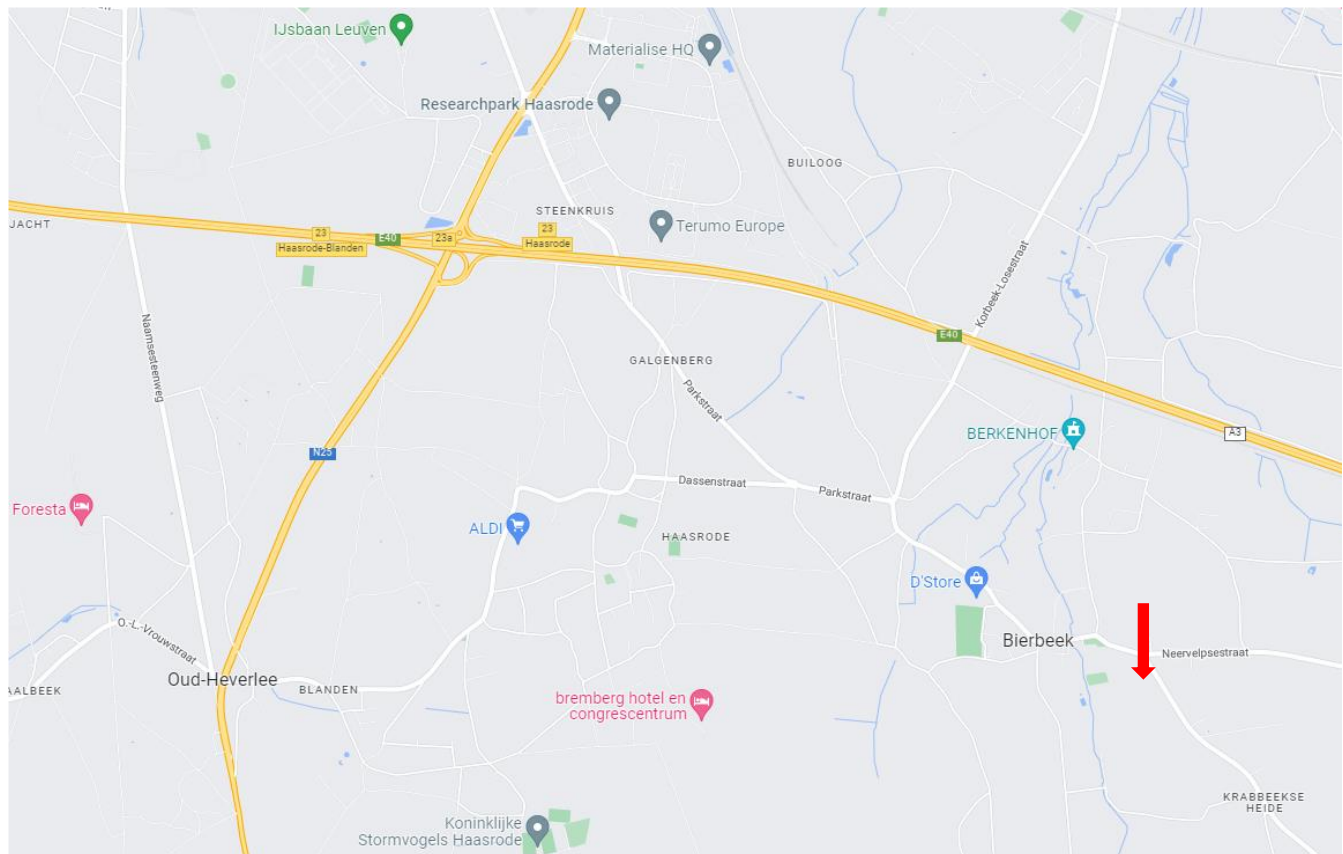 IJsbaan Leuven
Materialise HQ
Researchpark Haasrode
BUILOOG
STEENKRUIS
JACHT
Terumo Europe
23
23
E40
23a
Haasrode-Blanden
Haasrode
Korbeek-Losestraat
Naamsesteenweg
E40
GALGENBERG
Parkstraat
BERKENHOF
A3
N25
Dassenstraat
Parkstraat
Foresta
ALDI
HAASRODE
D'Store
O.-L.-Vrouwstraat
Bierbeek
Neervelpsestraat
Oud-Heverlee
AALBEEK
BLANDEN
bremberg hotel en
congrescentrum
KRABBEEKSE
HEIDE
Koninklijke
Stormvogels Haasrode